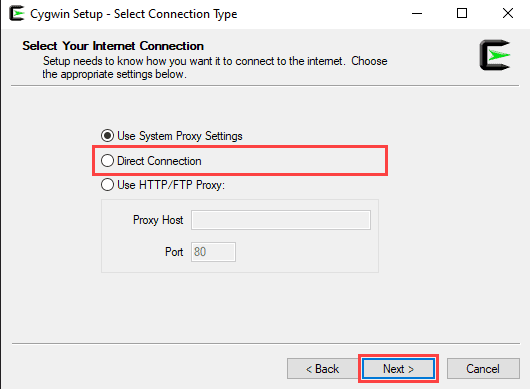 Cygwin Setup - Select Connection Type
Select Your Internet Connection
Setup needs to know how you want it to connect to the internet. Choose
the appropriate settings below.
Use System Proxy Settings
Direct Connection
Use HTTP/FTP Proxy:
Proxy Host
Port 80
< Back Next > Cancel